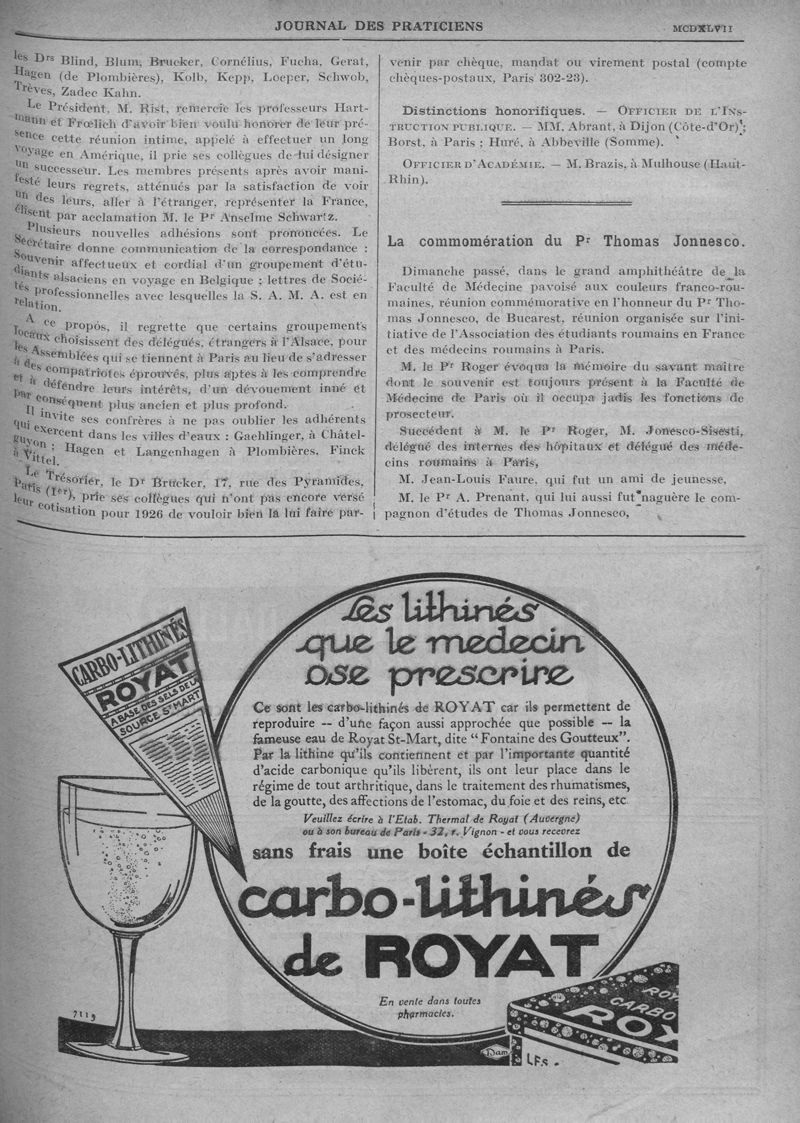 JOURNAL DES PRATICIENS
MCDXLVII
les Drs Blind, Blum, Brucker, Cornélius, Fucha, Gerat,
Hagen (de Plombières), Kolb, Kepp, Loeper, Schwob,
Trèves, Zadec Kahn.
Le Président, M. Rist, remercie les professeurs Hart-
mann et Frœlich d'avoir bien voulu honorer de leur pré-
sence cette réunion intime, appelé à effectuer un long
voyage en Amérique, il prie ses collègues de lui désigner
un successeur. Les membres présents après avoir mani-
festé leurs regrets, atténués par la satisfaction de voir
un des leurs, aller à l'étranger, représenter la France,
élisent par acclamation M. le Pr Anselme Schwartz.
Plusieurs nouvelles adhésions sont prononcées. Le
Secrétaire donne communication de la correspondance :
Souvenir affectueux et cordial d'un groupement d'étu-
diants alsaciens en voyage en Belgique ; lettres de Socié-
tés professionnelles avec lesquelles la S. A. M. A. est en
relation.
A ce propos, il regrette que certains groupements
locaux choisissent des délégués, étrangers à l'Alsace, pour
les Assemblées qui se tiennent à Paris au lieu de s'adresser
à des compatriotes éprouvés, plus aptes à les comprendre
et à défendre leurs intérêts, d'un dévouement inné et
par conséquent plus ancien et plus profond.
Il invite ses confrères à ne pas oublier les adhérents
qui exercent dans les villes d'eaux : Gaehlinger, à Châtel-
guyon ; Hagen et Langenhagen à Plombières, Finck
à Vittel.
Le Trésorier, le Dr Brucker, 17, rue des Pyramides,
Paris (1er), prie ses collègues qui n'ont pas encore versé
leur cotisation pour 1926 de vouloir bien la lui faire par-
venir par chèque, mandat ou virement postal (compte
chèques-postaux, Paris 302-23).
Distinctions honorifiques. — OFFICIER DE L'INS-
TRUCTION PUBLIQUE. — MM. Abrant, à Dijon (Côte-d'Or) ;
Borst, à Paris ; Huré, à Abbeville (Somme).
OFFICIER D'ACADÉMIE. — M. Brazis, à Mulhouse (Haut-
Rhin).
La commomération du Pr Thomas Jonnesco.
Dimanche passé, dans le grand amphithéâtre de la
Faculté de Médecine pavoisé aux couleurs franco-rou-
maines, réunion commémorative en l'honneur du Pr Tho-
mas Jonnesco, de Bucarest, réunion organisée sur l'ini-
tiative de l'Association des étudiants roumains en France
et des médecins roumains à Paris.
M. le Pr Roger évoqua la mémoire du savant maître
dont le souvenir est toujours présent à la Faculté de
Médecine de Paris où il occupa jadis les fonctions de
prosecteur.
Succédent à M. le Pr Roger, M. Jonesco-Sisesti,
délégué des internes des hôpitaux et délégué des méde-
cins roumains à Paris,
M. Jean-Louis Faure, qui fut un ami de jeunesse,
M. le Pr A. Prenant, qui lui aussi fut naguère le com-
pagnon d'études de Thomas Jonnesco,
Les lithinés
que le medecin
ose prescrire
CARBO-LITHINÉS
ROYAT
A BASE DES SELS DE LA
SOURCE ST MART
Ce sont les carbo-lithinés de ROYAT car ils permettent de
reproduire -- d'une façon aussi approchée que possible -- la
fameuse eau de Royat St-Mart, dite "Fontaine des Goutteux".
Par la lithine qu'ils contiennent et par l'importante quantité
d'acide carbonique qu'ils libèrent, ils ont leur place dans le
régime de tout arthritique, dans le traitement des rhumatismes,
de la goutte, des affections de l'estomac, du foie et des reins, etc
Veuillez écrire à l'Etab. Thermal de Royat (Auvergne)
ou à son bureau de Paris - 32, r. Vignon - et vous recevrez
sans frais une boîte échantillon de
carbo-lithinés
de ROYAT
En vente dans toutes
pharmacies.
7119
Dam
LFS.
ROY
CARBO
ROY